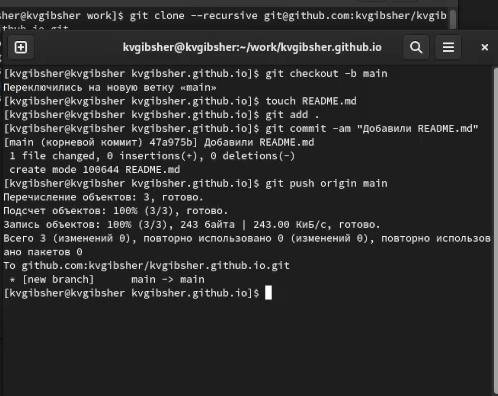 sher@kvgibsher work]$ git clone --recursive git@github.com:kvgibsher/kvgib
kvgibsher@kvgibsher:~/work/kvgibsher.github.io
[kvgibsher@kvgibsher kvgibsher.github.io]$ git checkout -b main
Переключились на новую ветку «main»
[kvgibsher@kvgibsher kvgibsher.github.io]$ touch README.md
[kvgibsher@kvgibsher kvgibsher.github.io]$ git add .
[kvgibsher@kvgibsher kvgibsher.github.io]$ git commit -am "Добавили README.md"
[main (корневой коммит) 47a975b] Добавили README.md
1 file changed, 0 insertions(+), 0 deletions(-)
create mode 100644 README.md
[kvgibsher@kvgibsher kvgibsher.github.io]$ git push origin main
Перечисление объектов: 3, готово.
Подсчет объектов: 100% (3/3), готово.
Запись объектов: 100% (3/3), 243 байта | 243.00 КиБ/с, готово.
Всего 3 (изменений 0), повторно использовано 0 (изменений 0), повторно использов
ано пакетов 0
To github.com:kvgibsher/kvgibsher.github.io.git
* [new branch]      main -> main
[kvgibsher@kvgibsher kvgibsher.github.io]$